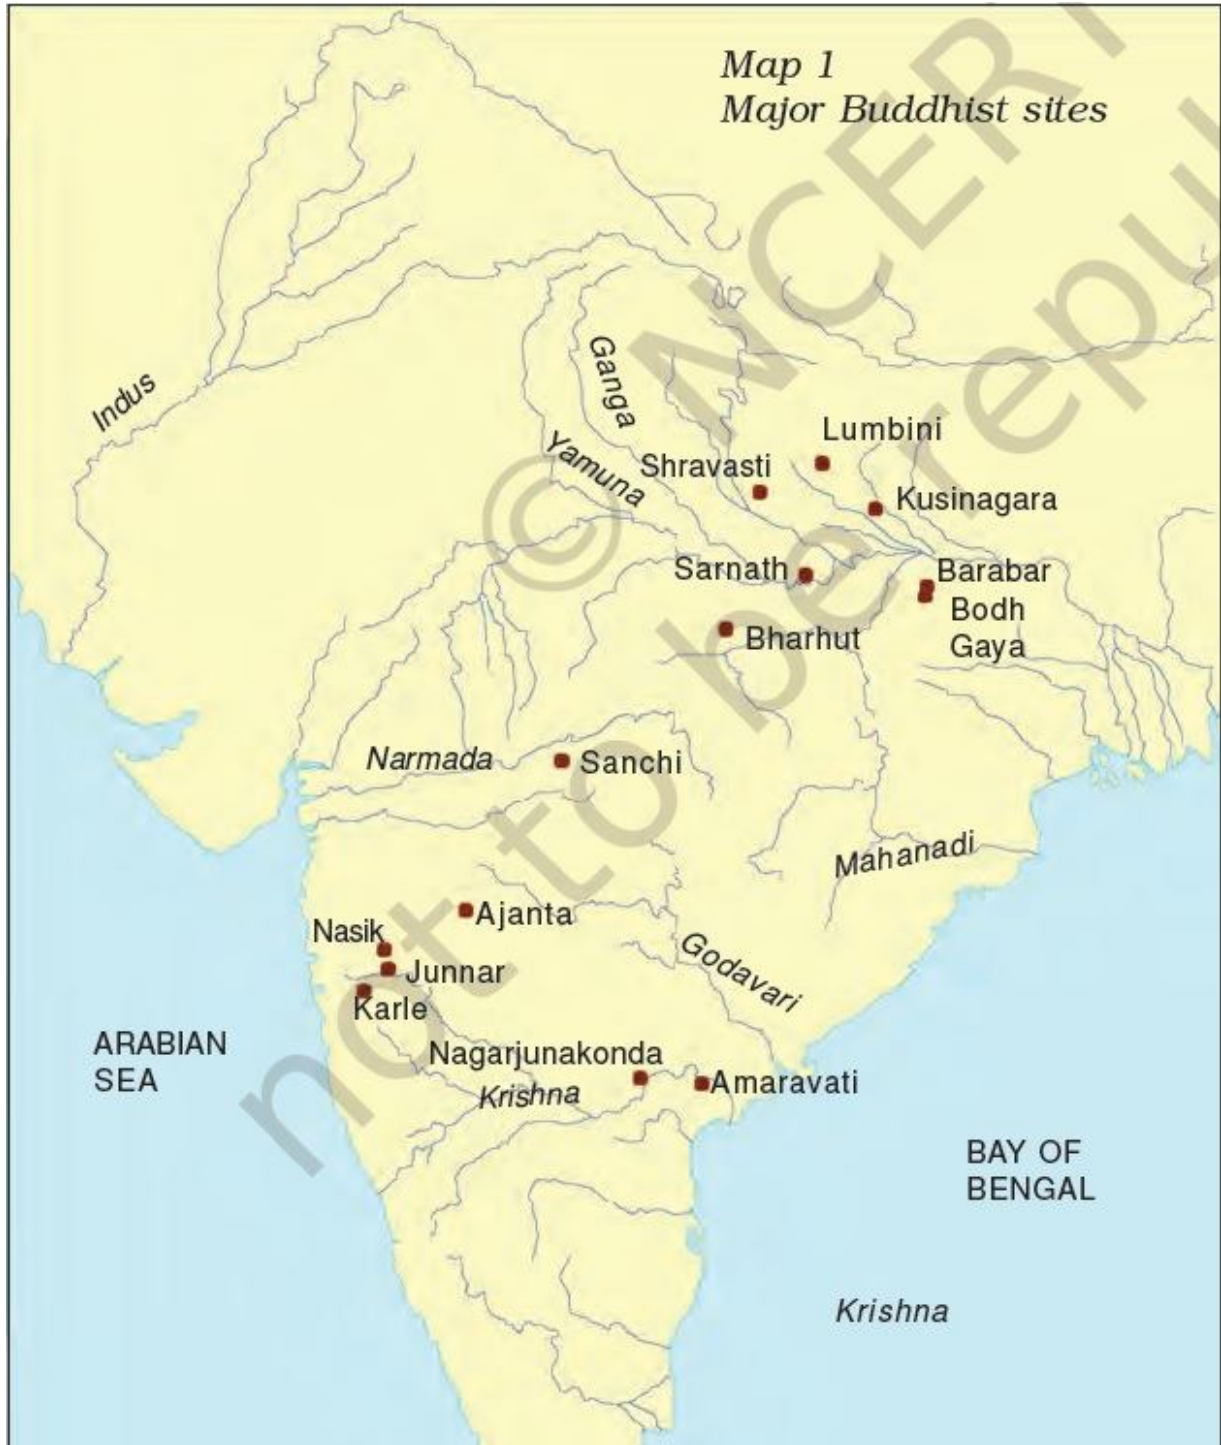 Map 1
Major Buddhist sites
Indus
Ganga
Yamuna
Lumbini
Shravasti
Kusinagara
Sarnath
Barabar
Bodh
Gaya
Bharhut
Narmada
Sanchi
Mahanadi
Ajanta
Nasik
Junnar
Karle
Godavari
ARABIAN
SEA
Nagarjunakonda
Krishna
Amaravati
BAY OF
BENGAL
Krishna
© NCERT
not to be repu